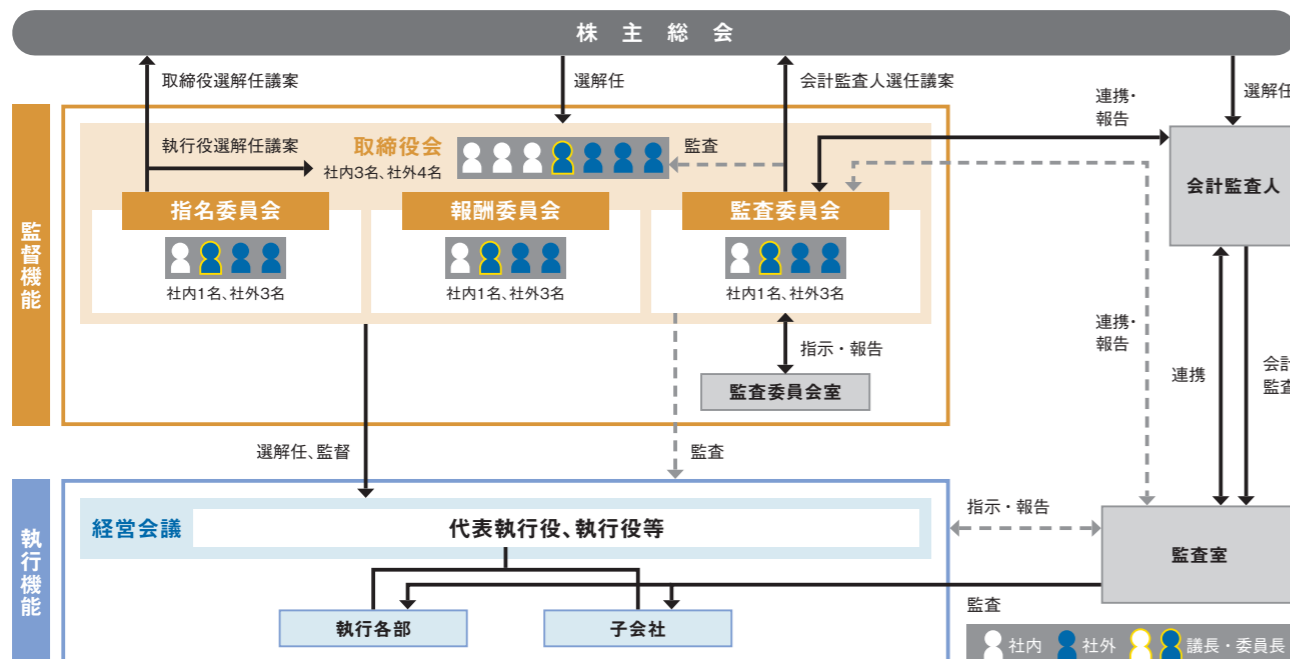 株主総会
取締役選解任議案
選解任
会計監査人選任議案
連携・
報告
選解任
監督機能
執行役選解任議案
取締役会
社内3名、社外4名
監査
会計監査人
指名委員会
報酬委員会
監査委員会
社内1名、社外3名
社内1名、社外3名
社内1名、社外3名
指示・報告
監査委員会室
連携・
報告
連携
会計
監査
選解任、監督
監査
執行機能
経営会議
代表執行役、執行役等
指示・報告
監査室
執行各部
子会社
監査
社内
社外
議長・委員長